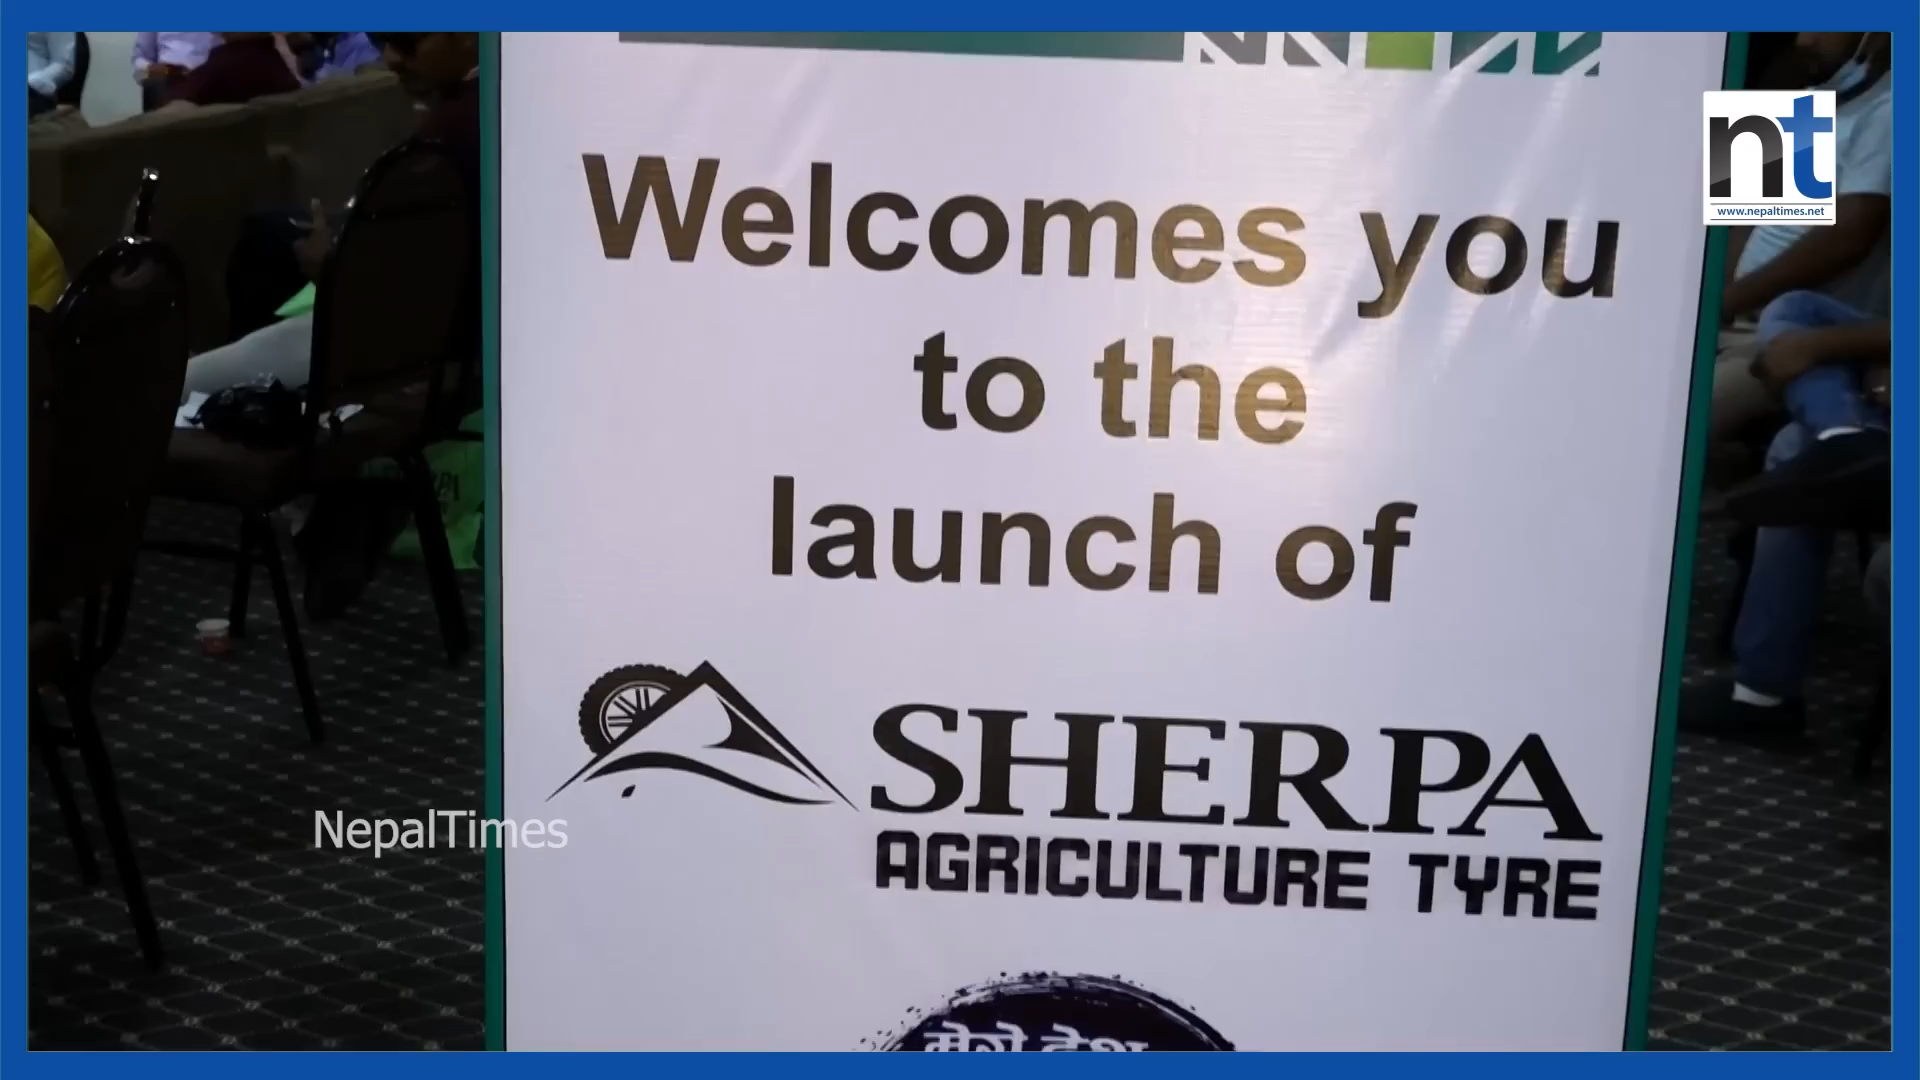 nt
www.nepaltimes.net
Welcomes you
to the
launch of
SHERPA
AGRICULTURE TYRE
NepalTimes